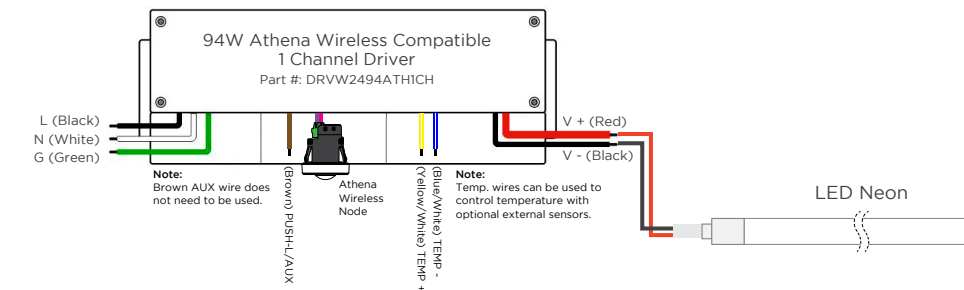 94W Athena Wireless Compatible
1 Channel Driver
Part #: DRVW2494ATH1CH
L (Black)
N (White)
G (Green)
V + (Red)
V - (Black)
Note:
Brown AUX wire does
not need to be used.
(Brown) PUSH-L/AUX
Athena
Wireless
Node
(Yellow/White) TEMP +
(Blue/White) TEMP -
Note:
Temp. wires can be used to
control temperature with
optional external sensors.
LED Neon